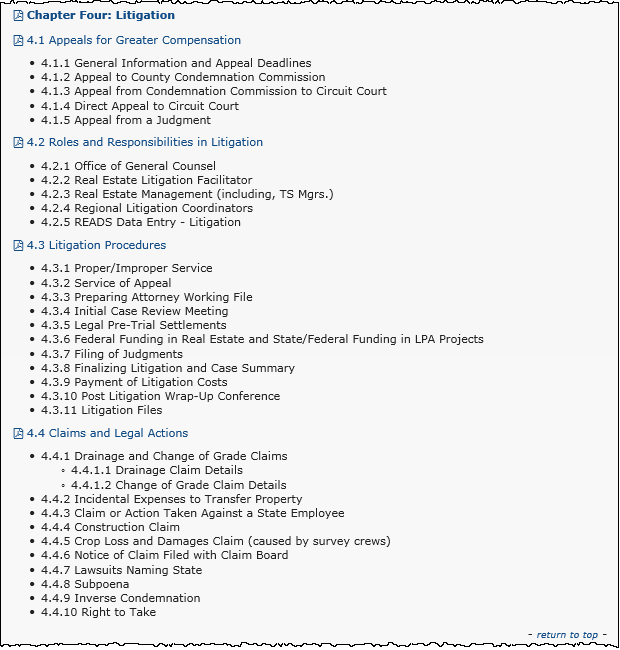 Chapter Four: Litigation
4.1 Appeals for Greater Compensation
• 4.1.1 General Information and Appeal Deadlines
• 4.1.2 Appeal to County Condemnation Commission
• 4.1.3 Appeal from Condemnation Commission to Circuit Court
• 4.1.4 Direct Appeal to Circuit Court
• 4.1.5 Appeal from a Judgment
4.2 Roles and Responsibilities in Litigation
• 4.2.1 Office of General Counsel
• 4.2.2 Real Estate Litigation Facilitator
• 4.2.3 Real Estate Management (including, TS Mgrs.)
• 4.2.4 Regional Litigation Coordinators
• 4.2.5 READS Data Entry - Litigation
4.3 Litigation Procedures
• 4.3.1 Proper/Improper Service
• 4.3.2 Service of Appeal
• 4.3.3 Preparing Attorney Working File
• 4.3.4 Initial Case Review Meeting
• 4.3.5 Legal Pre-Trial Settlements
• 4.3.6 Federal Funding in Real Estate and State/Federal Funding in LPA Projects
• 4.3.7 Filing of Judgments
• 4.3.8 Finalizing Litigation and Case Summary
• 4.3.9 Payment of Litigation Costs
• 4.3.10 Post Litigation Wrap-Up Conference
• 4.3.11 Litigation Files
4.4 Claims and Legal Actions
• 4.4.1 Drainage and Change of Grade Claims
◦ 4.4.1.1 Drainage Claim Details
◦ 4.4.1.2 Change of Grade Claim Details
• 4.4.2 Incidental Expenses to Transfer Property
• 4.4.3 Claim or Action Taken Against a State Employee
• 4.4.4 Construction Claim
• 4.4.5 Crop Loss and Damages Claim (caused by survey crews)
• 4.4.6 Notice of Claim Filed with Claim Board
• 4.4.7 Lawsuits Naming State
• 4.4.8 Subpoena
• 4.4.9 Inverse Condemnation
• 4.4.10 Right to Take
- return to top -